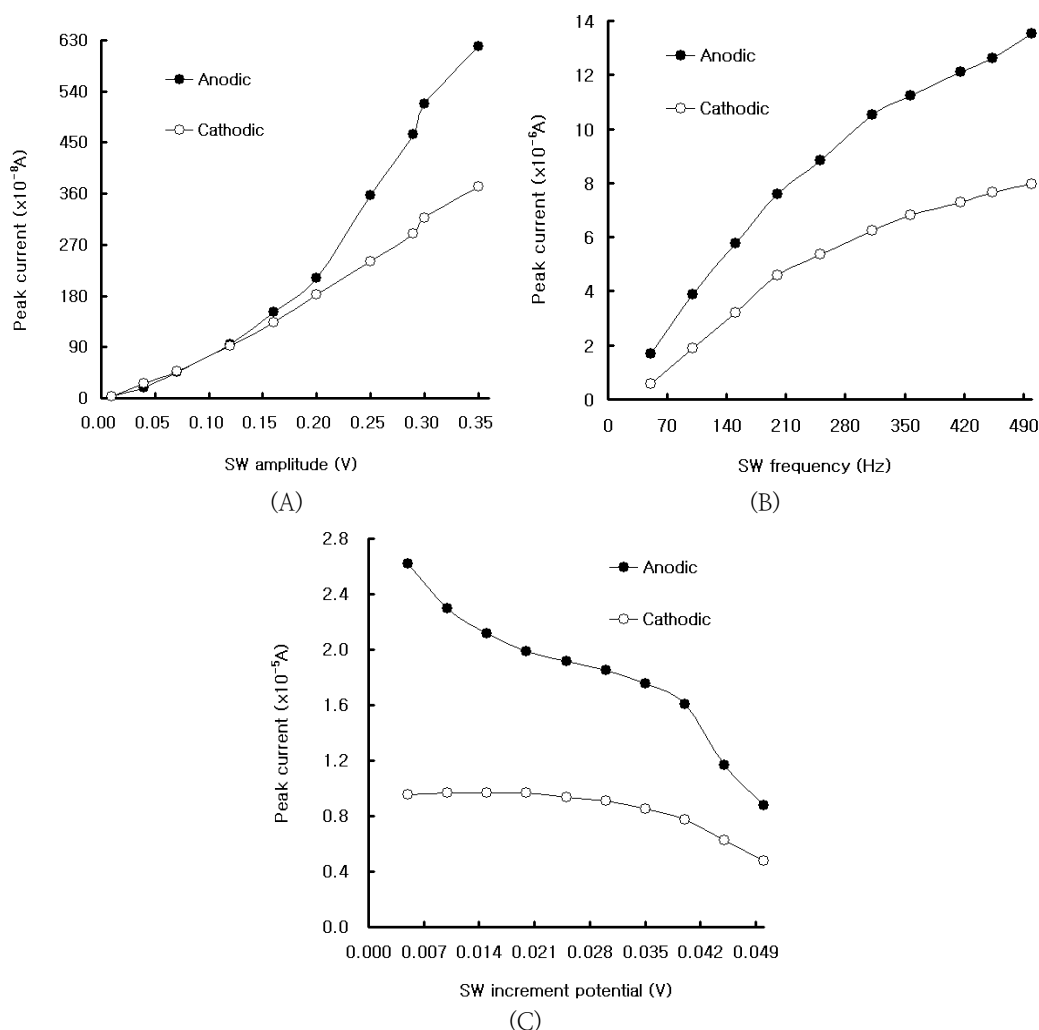 630
540
450
360
270
180
90
0
Peak current (x10⁻⁸A)
Anodic
Cathodic
0.00 0.05 0.10 0.15 0.20 0.25 0.30 0.35
SW amplitude (V)
(A)
14
12
10
8
6
4
2
0
Peak current (x10⁻⁶A)
Anodic
Cathodic
0 70 140 210 280 350 420 490
SW frequency (Hz)
(B)
2.8
2.4
2.0
1.6
1.2
0.8
0.4
0.0
Peak current (x10⁻⁵A)
Anodic
Cathodic
0.000 0.007 0.014 0.021 0.028 0.035 0.042 0.049
SW increment potential (V)
(C)